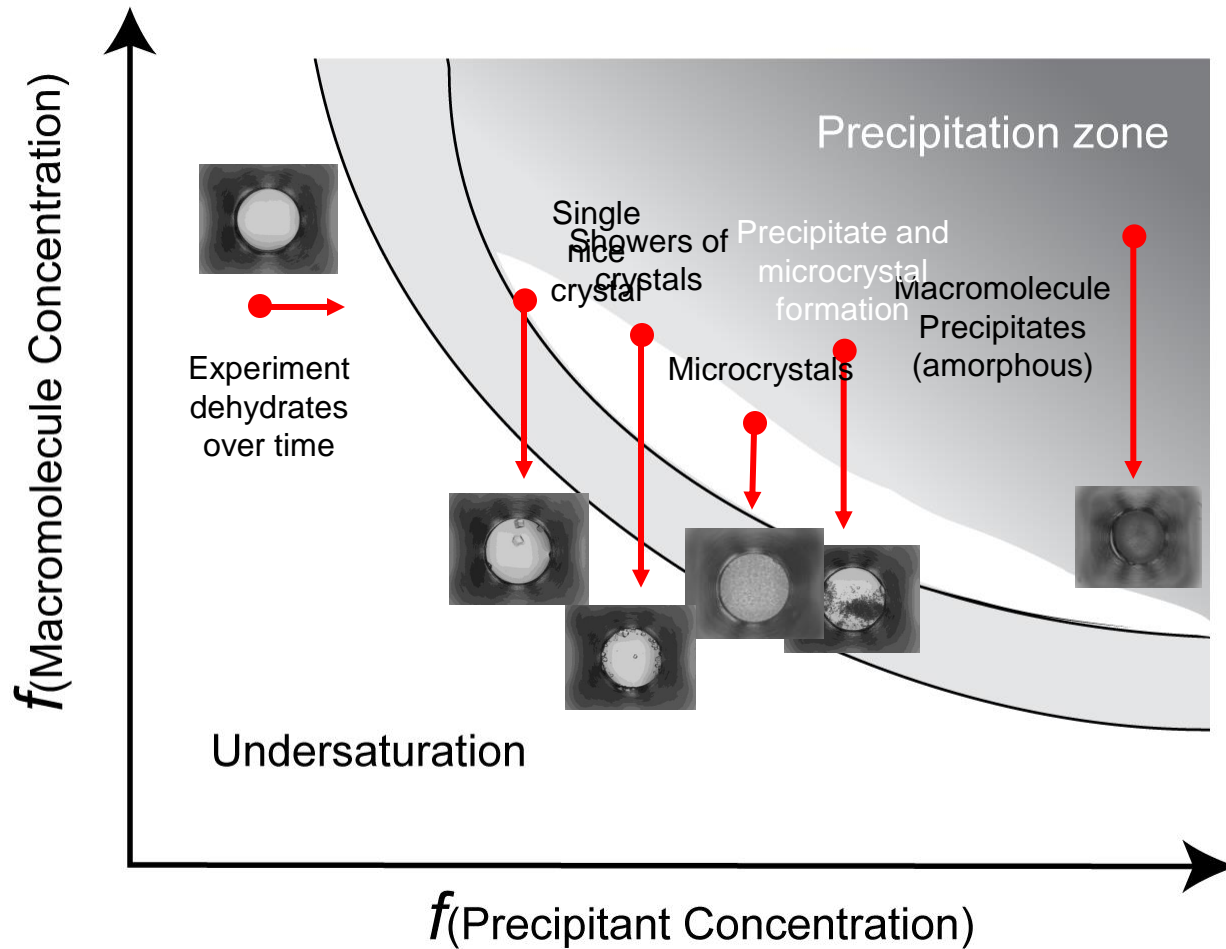 f(Macromolecule Concentration)
Precipitation zone
Single
nice
crystal
Showers of
crystals
Precipitate and
microcrystal
formation
Macromolecule
Precipitates
(amorphous)
Microcrystals
Experiment
dehydrates
over time
Undersaturation
f(Precipitant Concentration)